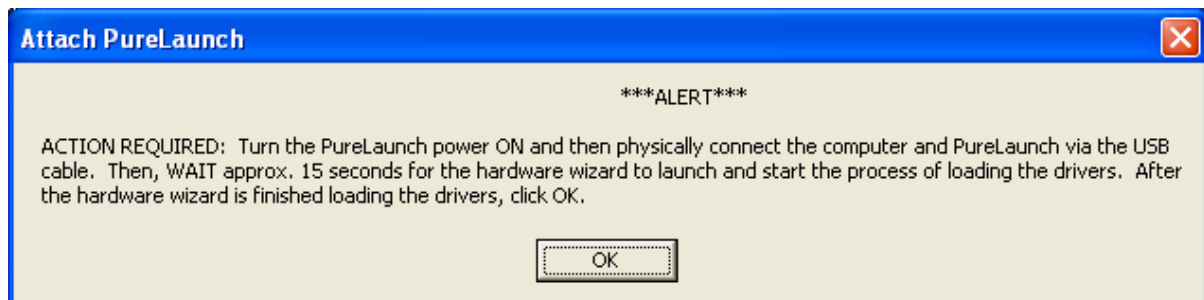 Attach PureLaunch
***ALERT***
ACTION REQUIRED:  Turn the PureLaunch power ON and then physically connect the computer and PureLaunch via the USB
cable.  Then, WAIT approx. 15 seconds for the hardware wizard to launch and start the process of loading the drivers.  After
the hardware wizard is finished loading the drivers, click OK.
OK